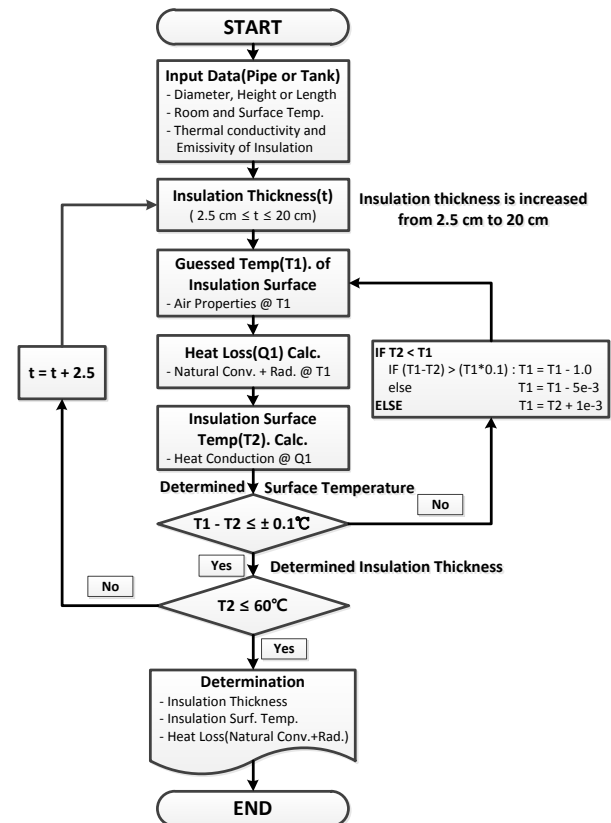 START
Input Data(Pipe or Tank)
- Diameter, Height or Length
- Room and Surface Temp.
- Thermal conductivity and
Emissivity of Insulation
Insulation Thickness(t)
( 2.5 cm ≤ t ≤ 20 cm)
Insulation thickness is increased
from 2.5 cm to 20 cm
Guessed Temp(T1). of
Insulation Surface
- Air Properties @ T1
Heat Loss(Q1) Calc.
- Natural Conv. + Rad. @ T1
t = t + 2.5
IF T2 < T1
IF (T1-T2) > (T1*0.1) : T1 = T1 - 1.0
else T1 = T1 - 5e-3
ELSE T1 = T2 + 1e-3
Insulation Surface
Temp(T2). Calc.
- Heat Conduction @ Q1
Determined Surface Temperature
No
T1 - T2 ≤ ± 0.1℃
Yes
Determined Insulation Thickness
No
T2 ≤ 60℃
Yes
Determination
- Insulation Thickness
- Insulation Surf. Temp.
- Heat Loss(Natural Conv.+Rad.)
END